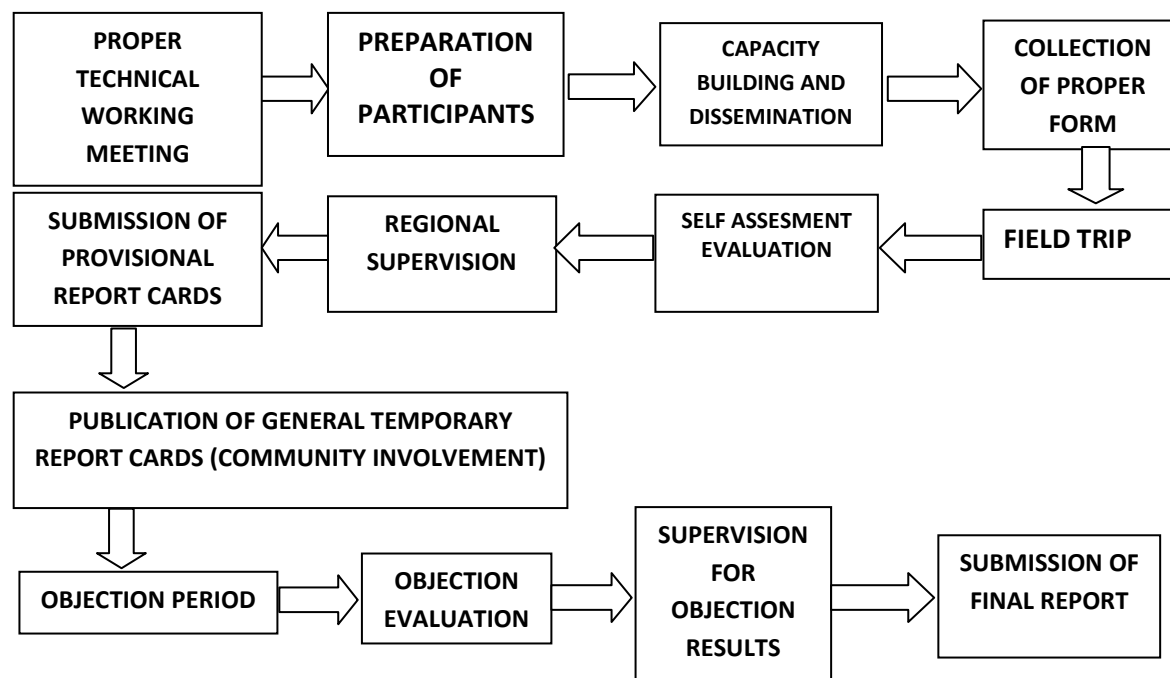 PROPER
TECHNICAL
WORKING
MEETING
PREPARATION
OF
PARTICIPANTS
CAPACITY
BUILDING AND
DISSEMINATION
COLLECTION
OF PROPER
FORM
FIELD TRIP
SELF ASSESMENT
EVALUATION
REGIONAL
SUPERVISION
SUBMISSION OF
PROVISIONAL
REPORT CARDS
PUBLICATION OF GENERAL TEMPORARY
REPORT CARDS (COMMUNITY INVOLVEMENT)
OBJECTION PERIOD
OBJECTION
EVALUATION
SUPERVISION
FOR
OBJECTION
RESULTS
SUBMISSION OF
FINAL REPORT